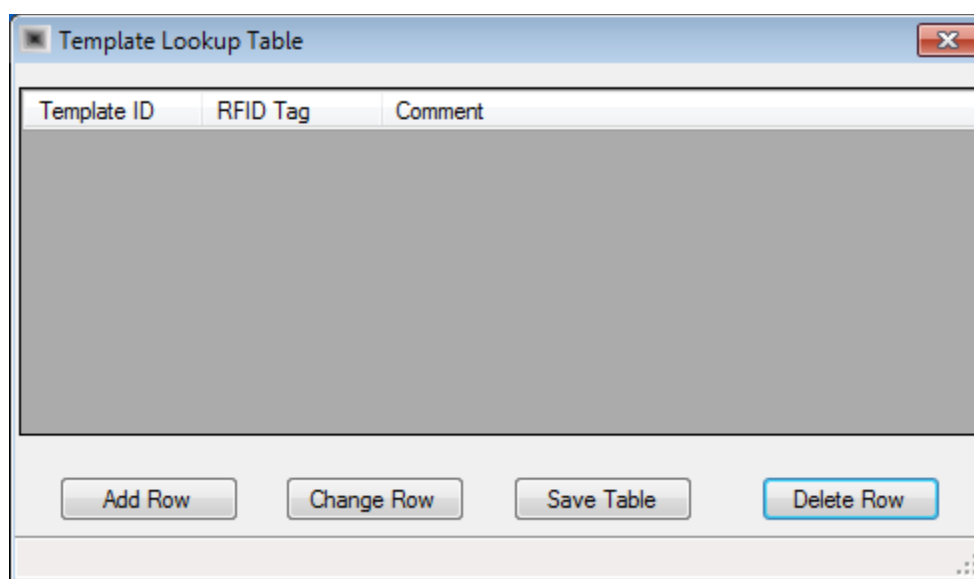 Template Lookup Table
Template ID RFID Tag Comment
Add Row Change Row Save Table Delete Row